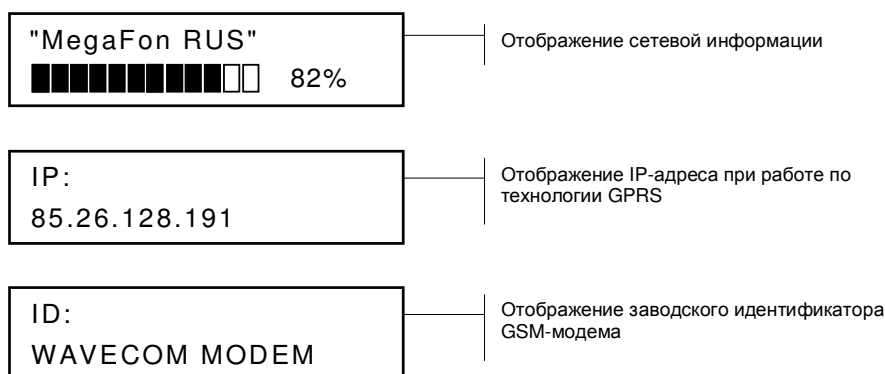 "MegaFon RUS"
82%
Отображение сетевой информации
IP:
85.26.128.191
Отображение IP-адреса при работе по
технологии GPRS
ID:
WAVECOM MODEM
Отображение заводского идентификатора
GSM-модема